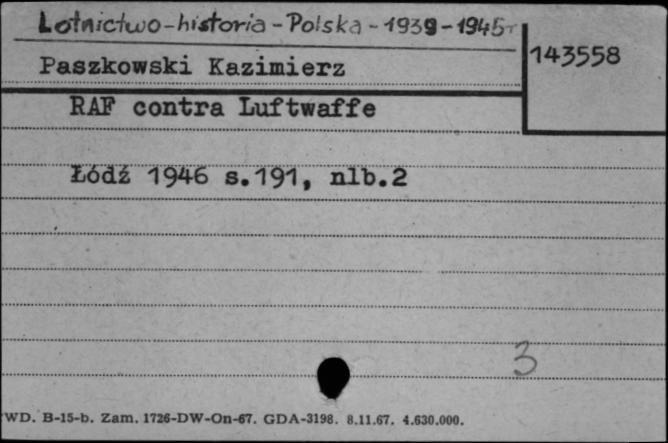 Lotnictwo-historia-Polska-1939-1945r
143558
Paszkowski Kazimierz
RAF contra Luftwaffe
Łódź 1946 s.191, nlb.2
3
WD. B-15-b. Zam. 1726-DW-On-67. GDA-3198. 8.11.67. 4.630.000.